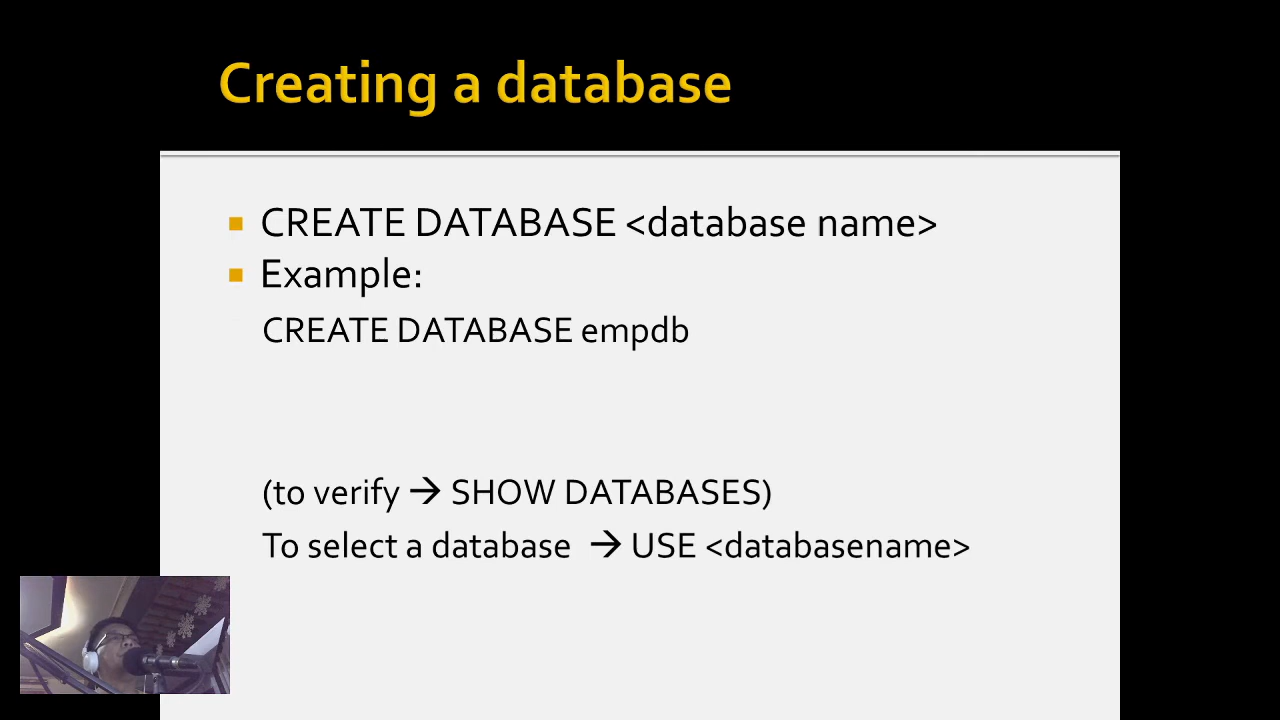 Creating a database
CREATE DATABASE <database name>
Example:
CREATE DATABASE empdb
(to verify → SHOW DATABASES)
To select a database → USE <databasename>